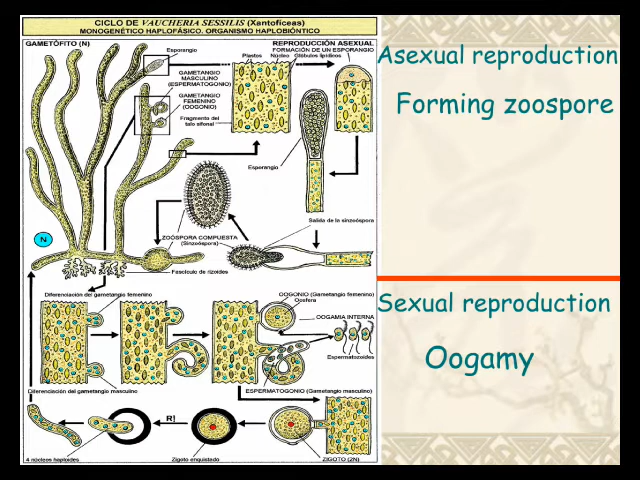 CICLO DE VAUCHERIA SESSILIS (Xantofíceas)
MONOGENÉTICO HAPLOFÁSICO. ORGANISMO HAPLOBIÓNTICO
GAMETÓFITO (N)
Esporangio
REPRODUCCIÓN ASEXUAL
FORMACIÓN DE UN ESPORANGIO
Plastos Núcleo Glóbulos lipídicos
GAMETANGIO
MASCULINO
(ESPERMATOGONIO)
GAMETANGIO
FEMENINO
(OOGONIO)
Fragmento del
talo sifonal
Esporangio
Salida de la sinzoóspora
ZOÓSPORA COMPUESTA
(Sinzoóspora)
N
Fascículo de rizoides
Diferenciación del gametangio femenino
OOGONIO (Gametangio femenino)
Oosfera
OOGAMIA INTERNA
Espermatozoides
Diferenciación del gametangio masculino
ESPERMATOGONIO (Gametangio masculino)
R!
4 núcleos haploides
Zigoto enquistado
ZIGOTO (2N)
Asexual reproduction
Forming zoospore
Sexual reproduction
Oogamy